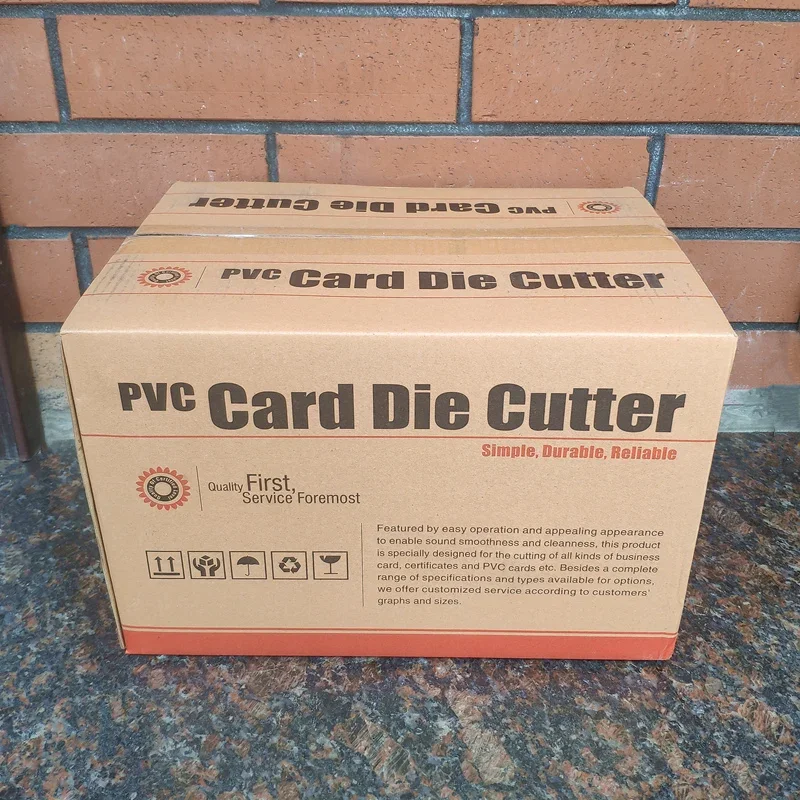 PVC Card Die Cutter
PVC Card Die Cutter
PVC Card Die Cutter
Simple, Durable, Reliable
Quality First,
Service Foremost
Featured by easy operation and appealing appearance
to enable sound smoothness and cleanness, this product
is specially designed for the cutting of all kinds of business
card, certificates and PVC cards etc. Besides a complete
range of specifications and types available for options,
we offer customized service according to customers'
graphs and sizes.